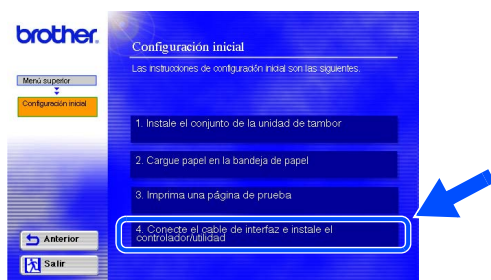 brother.
Configuración inicial
Las instrucciones de configuración inicial son las siguientes.
Menú superior
Configuración inicial
1. Instale el conjunto de la unidad de tambor
2. Cargue papel en la bandeja de papel
3. Imprima una página de prueba
4. Conecte el cable de interfaz e instale el
controlador/utilidad
Anterior
Salir